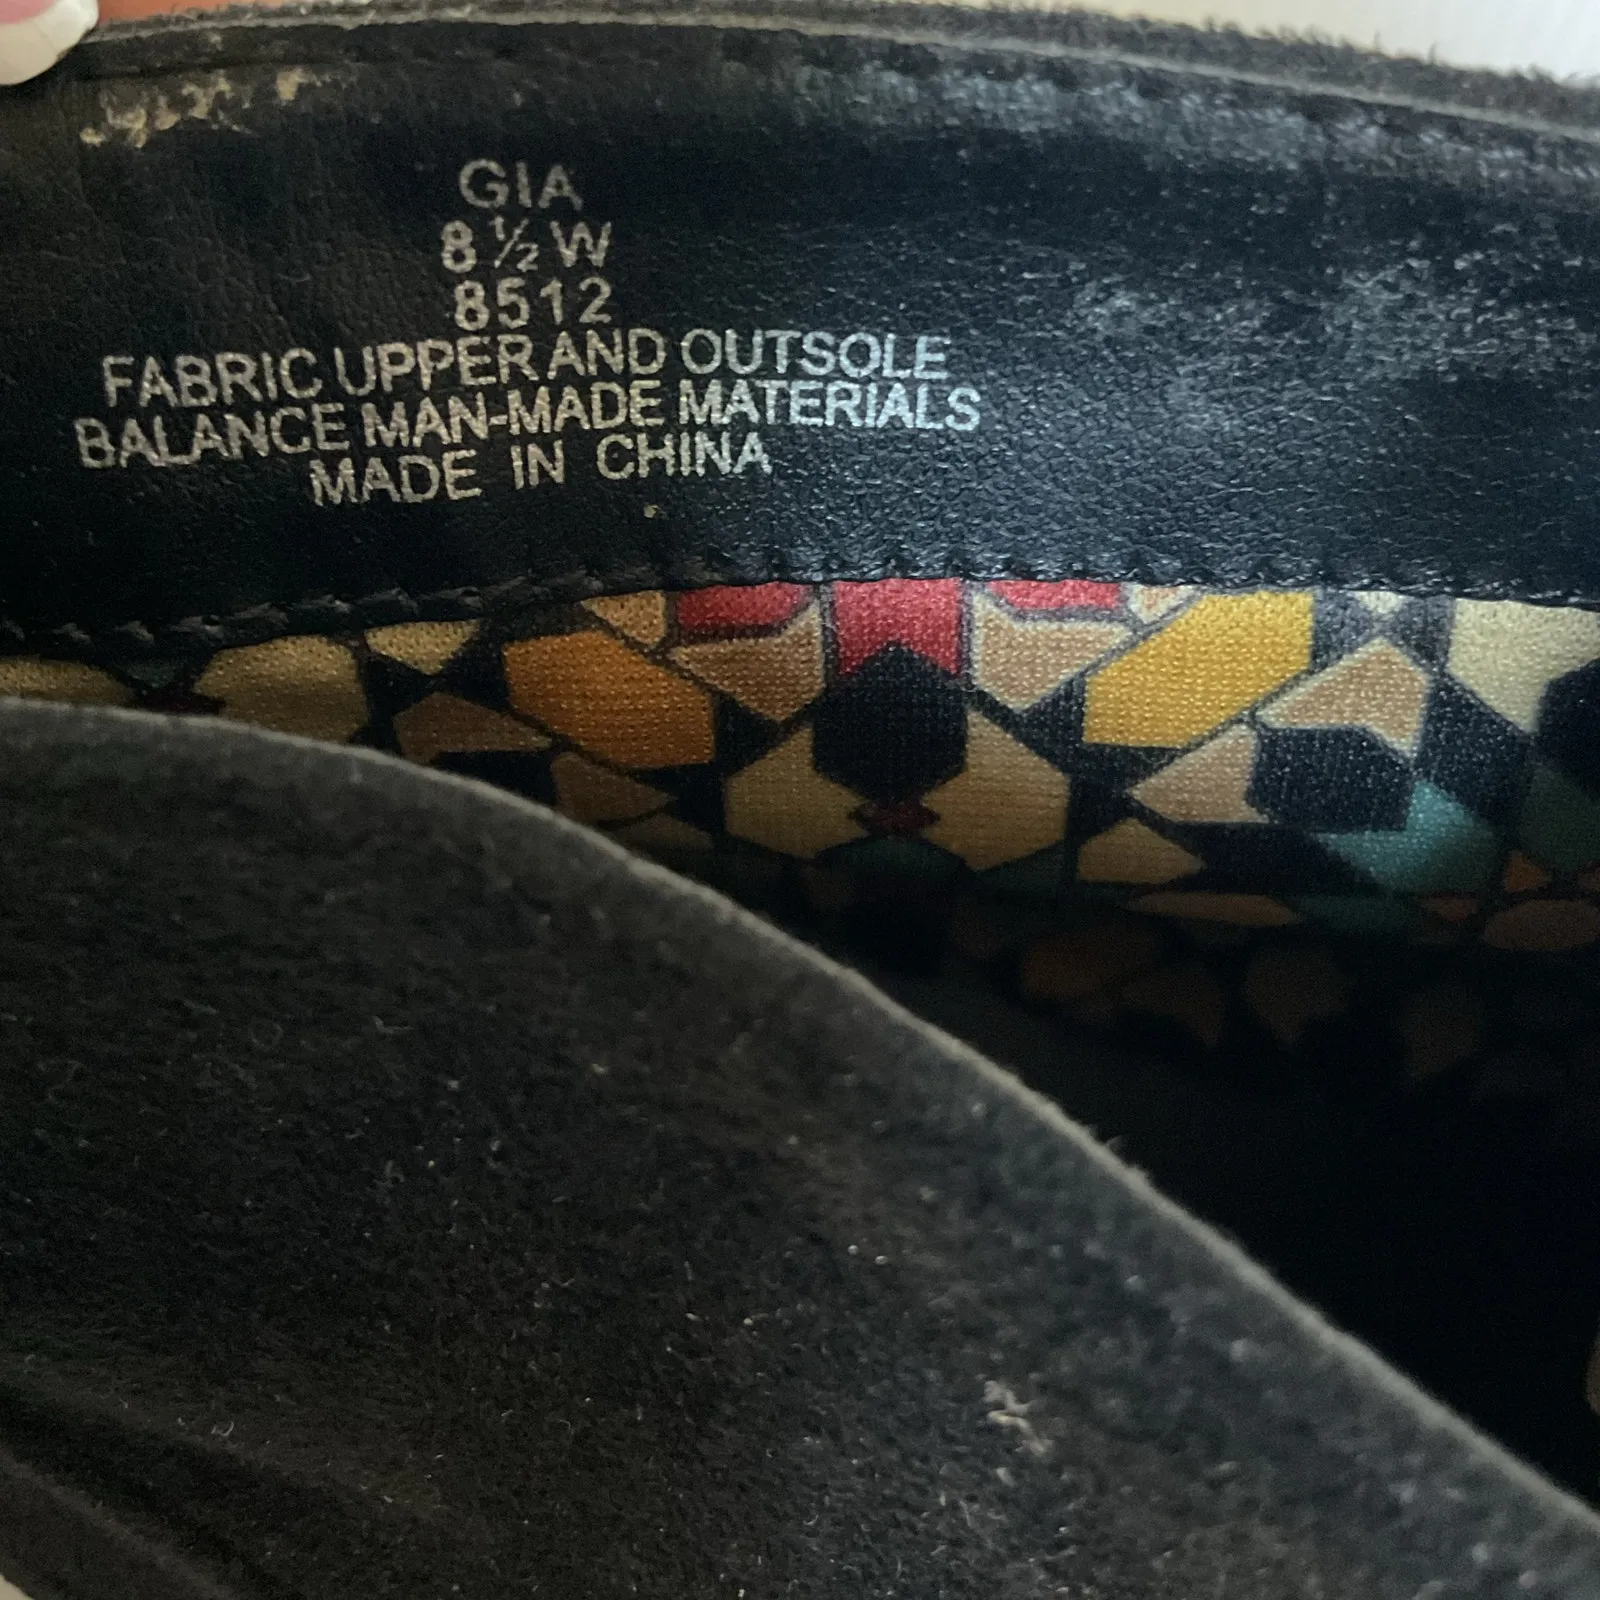 GIA
8 ½ W
8512
FABRIC UPPER AND OUTSOLE
BALANCE MAN-MADE MATERIALS
MADE IN CHINA